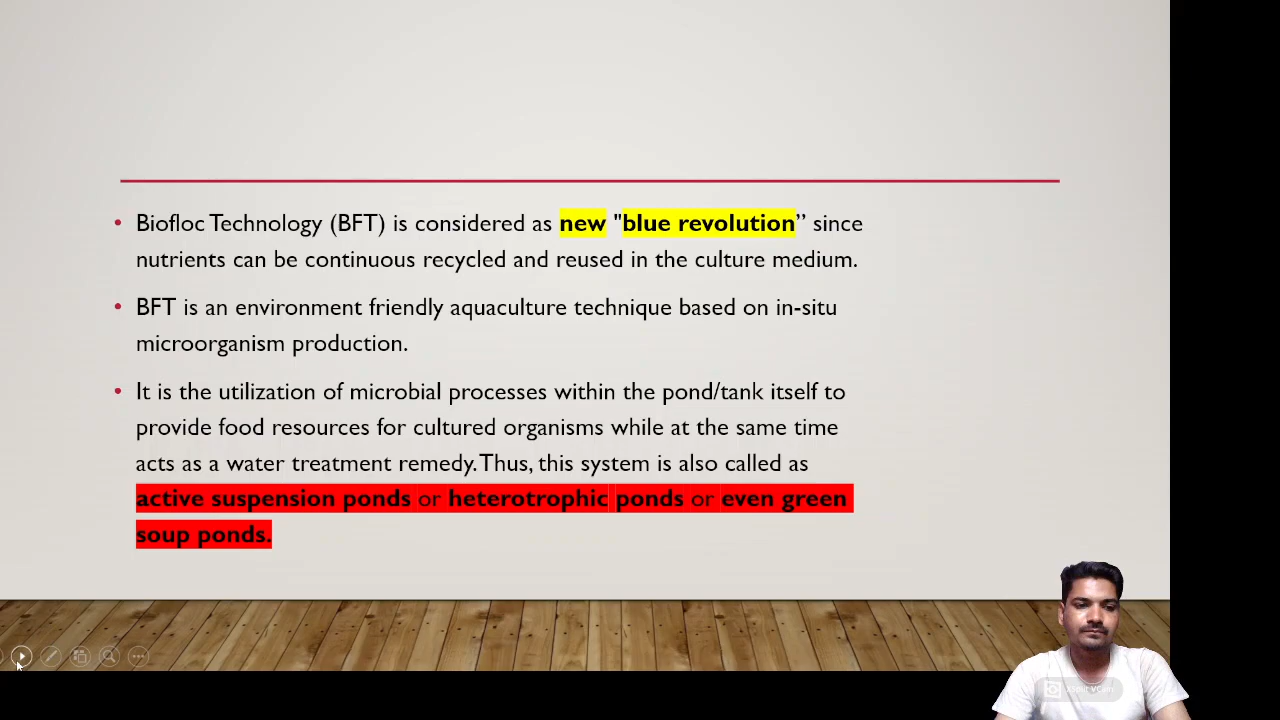 • Biofloc Technology (BFT) is considered as new "blue revolution” since
nutrients can be continuous recycled and reused in the culture medium.
• BFT is an environment friendly aquaculture technique based on in-situ
microorganism production.
• It is the utilization of microbial processes within the pond/tank itself to
provide food resources for cultured organisms while at the same time
acts as a water treatment remedy. Thus, this system is also called as
active suspension ponds or heterotrophic ponds or even green
soup ponds.